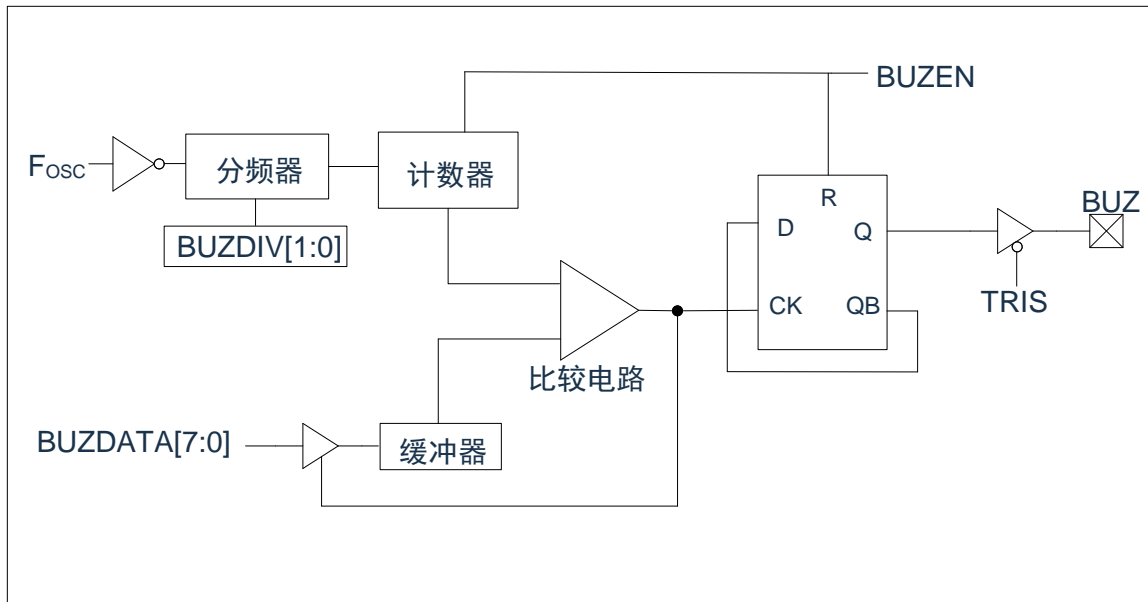 BUZEN
F_OSC
分频器
计数器
BUZDIV[1:0]
R
D
Q
BUZ
CK
QB
TRIS
比较电路
BUZDATA[7:0]
缓冲器